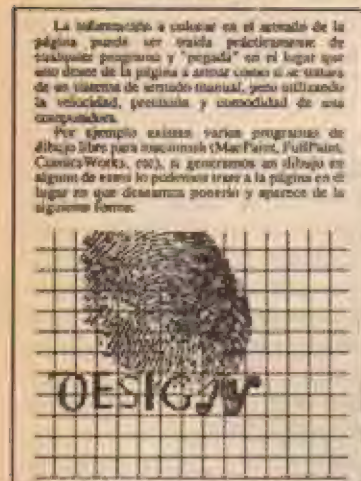 La información a colocar en el armado de la
página puede ser traída prácticamente de
cualquier programa y "pegada" en el lugar que
uno desee de la página a armar como si se tratara
de un sistema de armado manual, pero utilizando
la velocidad, precisión y comodidad de una
computadora.
Por ejemplo existen varios programas de
dibujo libre para macintosh (MacPaint, FullPaint,
ComicsWorks, etc), si generamos un dibujo en
alguno de estos lo podemos traer a la página en el
lugar en que deseamos ponerlo y aparece de la
siguiente forma:
DESIGN